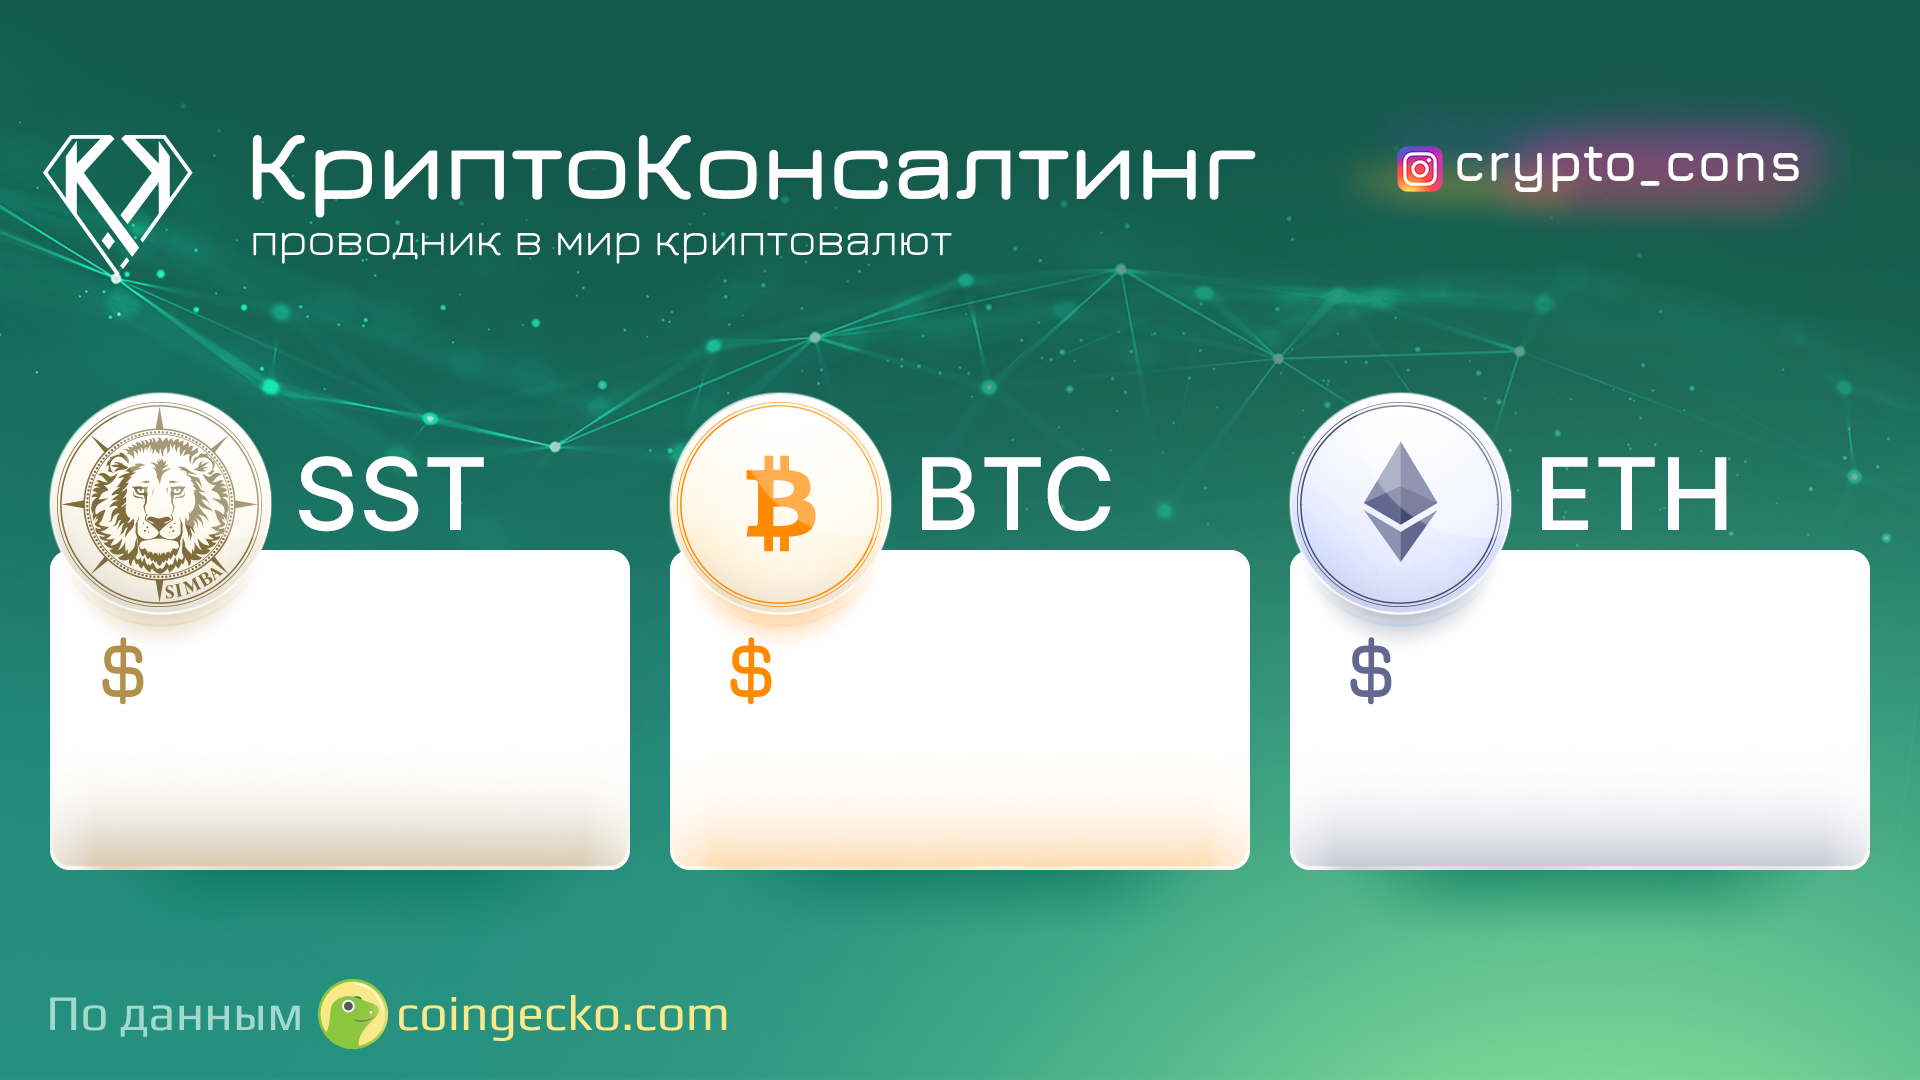 КриптоКонсалтинг
проводник в мир криптовалют
crypto_cons
SST
BTC
ETH
SIMBA
$
$
$
По данным coingecko.com